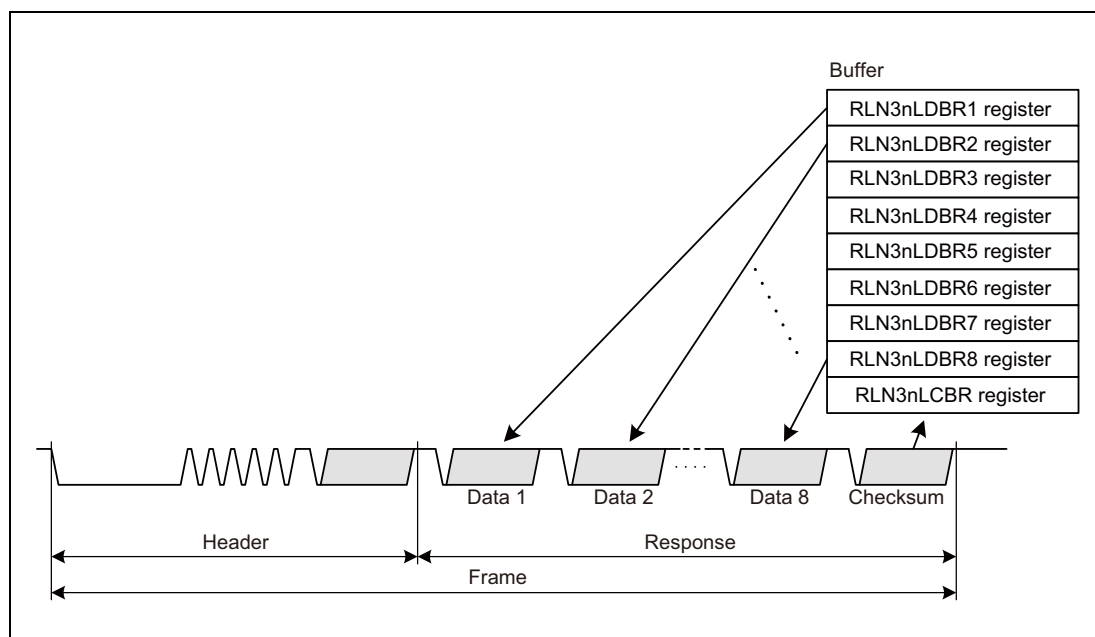 Buffer
RLN3nLDBR1 register
RLN3nLDBR2 register
RLN3nLDBR3 register
RLN3nLDBR4 register
RLN3nLDBR5 register
RLN3nLDBR6 register
RLN3nLDBR7 register
RLN3nLDBR8 register
RLN3nLCBR register
Data 1
Data 2
Data 8
Checksum
Header
Response
Frame